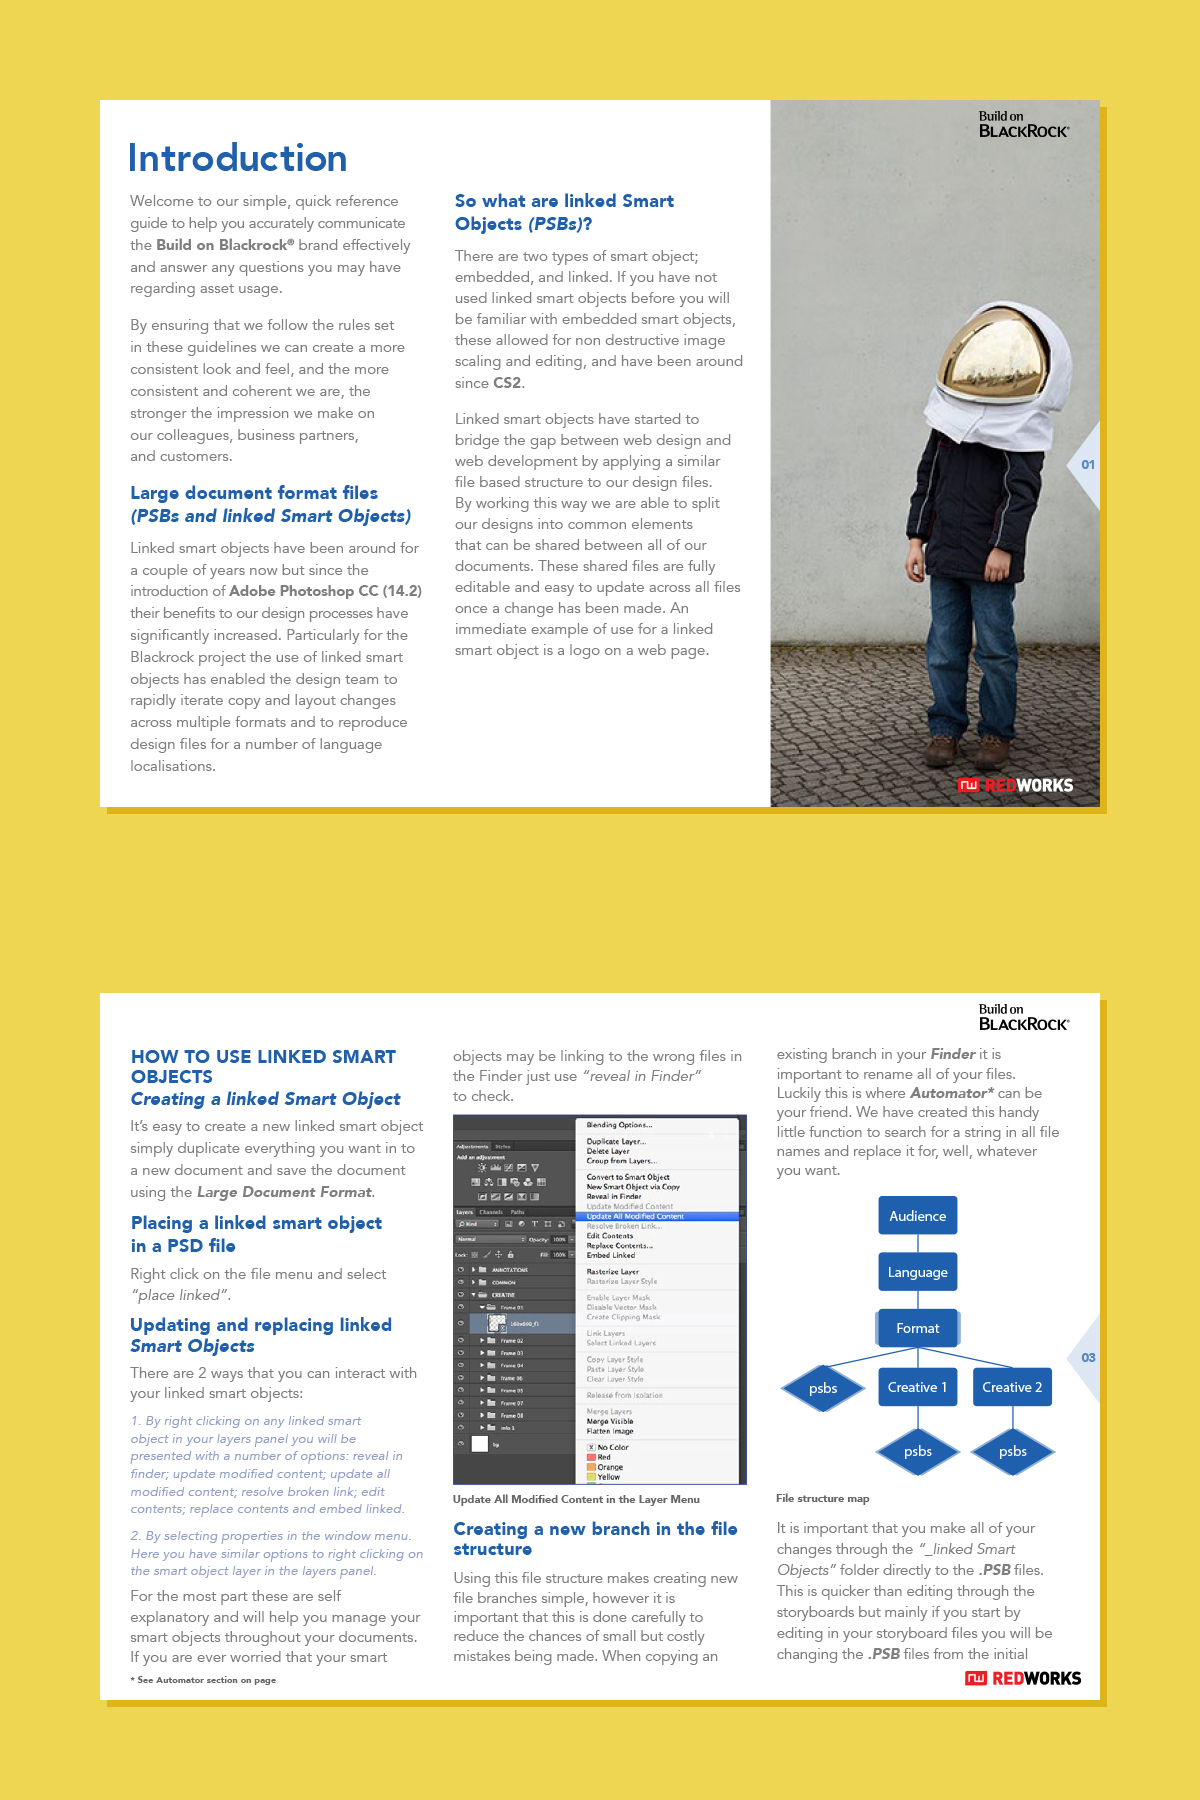 Build on
BLACKROCK®
Introduction
Welcome to our simple, quick reference
guide to help you accurately communicate
the Build on Blackrock® brand effectively
and answer any questions you may have
regarding asset usage.
By ensuring that we follow the rules set
in these guidelines we can create a more
consistent look and feel, and the more
consistent and coherent we are, the
stronger the impression we make on
our colleagues, business partners,
and customers.
Large document format files
(PSBs and linked Smart Objects)
Linked smart objects have been around for
a couple of years now but since the
introduction of Adobe Photoshop CC (14.2)
their benefits to our design processes have
significantly increased. Particularly for the
Blackrock project the use of linked smart
objects has enabled the design team to
rapidly iterate copy and layout changes
across multiple formats and to reproduce
design files for a number of language
localisations.
So what are linked Smart
Objects (PSBs)?
There are two types of smart object;
embedded, and linked. If you have not
used linked smart objects before you will
be familiar with embedded smart objects,
these allowed for non destructive image
scaling and editing, and have been around
since CS2.
Linked smart objects have started to
bridge the gap between web design and
web development by applying a similar
file based structure to our design files.
By working this way we are able to split
our designs into common elements
that can be shared between all of our
documents. These shared files are fully
editable and easy to update across all files
once a change has been made. An
immediate example of use for a linked
smart object is a logo on a web page.
01
REDWORKS
Build on
BLACKROCK®
HOW TO USE LINKED SMART
OBJECTS
Creating a linked Smart Object
It's easy to create a new linked smart object
simply duplicate everything you want in to
a new document and save the document
using the Large Document Format.
Placing a linked smart object
in a PSD file
Right click on the file menu and select
“place linked”.
Updating and replacing linked
Smart Objects
There are 2 ways that you can interact with
your linked smart objects:
1. By right clicking on any linked smart
object in your layers panel you will be
presented with a number of options: reveal in
finder; update modified content; update all
modified content; resolve broken link; edit
contents; replace contents and embed linked.
2. By selecting properties in the window menu.
Here you have similar options to right clicking on
the smart object layer in the layers panel.
For the most part these are self
explanatory and will help you manage your
smart objects throughout your documents.
If you are ever worried that your smart
* See Automator section on page
objects may be linking to the wrong files in
the Finder just use “reveal in Finder”
to check.
Adjustments Styles
Add an adjustment
Layers Channels Paths
Kind
Normal Opacity: 100%
Lock: Fill: 100%
ANNOTATIONS
COMMON
CREATIVE
Frame 01
160x600_f1
Frame 02
Frame 03
Frame 04
frame 06
Frame 05
Frame 07
Frame 08
bg
Blending Options...
Duplicate Layer...
Delete Layer
Group from Layers...
Convert to Smart Object
New Smart Object via Copy
Reveal in Finder
Update Modified Content
Update All Modified Content
Resolve Broken Link...
Edit Contents
Replace Contents...
Embed Linked
Rasterize Layer
Rasterize Layer Style
Enable Layer Mask
Disable Vector Mask
Create Clipping Mask
Link Layers
Select Linked Layers
Copy Layer Style
Paste Layer Style
Clear Layer Style
Release from Isolation
Merge Layers
Merge Visible
Flatten Image
X No Color
Red
Orange
Yellow
Update All Modified Content in the Layer Menu
Creating a new branch in the file
structure
Using this file structure makes creating new
file branches simple, however it is
important that this is done carefully to
reduce the chances of small but costly
mistakes being made. When copying an
existing branch in your Finder it is
important to rename all of your files.
Luckily this is where Automator* can be
your friend. We have created this handy
little function to search for a string in all file
names and replace it for, well, whatever
you want.
Audience
Language
Format
psbs
Creative 1
Creative 2
psbs
psbs
File structure map
It is important that you make all of your
changes through the “_linked Smart
Objects” folder directly to the .PSB files.
This is quicker than editing through the
storyboards but mainly if you start by
editing in your storyboard files you will be
changing the .PSB files from the initial
03
REDWORKS